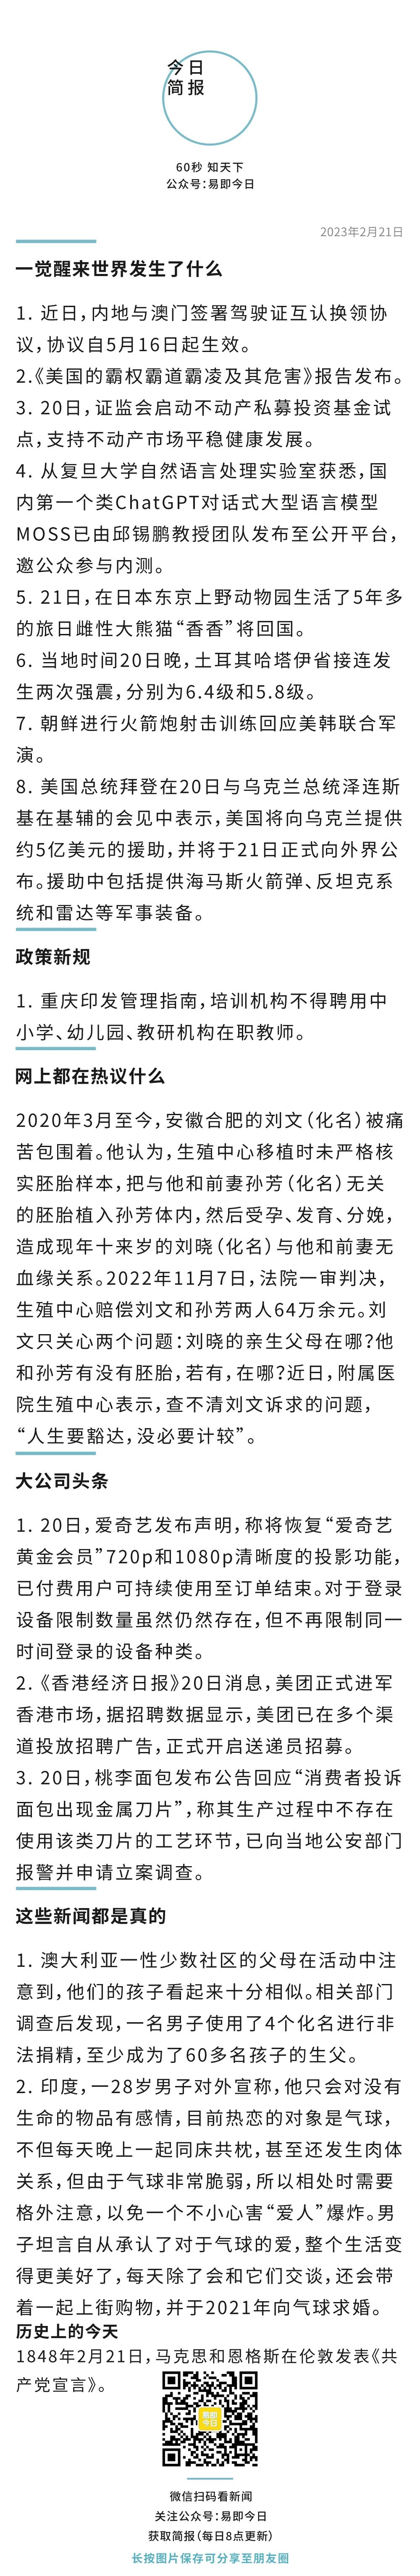 今日
简报
60秒 知天下
公众号：易即今日
2023年2月21日
一觉醒来世界发生了什么
1. 近日，内地与澳门签署驾驶证互认换领协
议，协议自5月16日起生效。
2.《美国的霸权霸道霸凌及其危害》报告发布。
3. 20日，证监会启动不动产私募投资基金试
点，支持不动产市场平稳健康发展。
4. 从复旦大学自然语言处理实验室获悉，国
内第一个类ChatGPT对话式大型语言模型
MOSS已由邱锡鹏教授团队发布至公开平台，
邀公众参与内测。
5. 21日，在日本东京上野动物园生活了5年多
的旅日雌性大熊猫“香香”将回国。
6. 当地时间20日晚，土耳其哈塔伊省接连发
生两次强震，分别为6.4级和5.8级。
7. 朝鲜进行火箭炮射击训练回应美韩联合军
演。
8. 美国总统拜登在20日与乌克兰总统泽连斯
基在基辅的会见中表示，美国将向乌克兰提供
约5亿美元的援助，并将于21日正式向外界公
布。援助中包括提供海马斯火箭弹、反坦克系
统和雷达等军事装备。
政策新规
1. 重庆印发管理指南，培训机构不得聘用中
小学、幼儿园、教研机构在职教师。
网上都在热议什么
2020年3月至今，安徽合肥的刘文（化名）被痛
苦包围着。他认为，生殖中心移植时未严格核
实胚胎样本，把与他和前妻孙芳（化名）无关
的胚胎植入孙芳体内，然后受孕、发育、分娩，
造成现年十来岁的刘晓（化名）与他和前妻无
血缘关系。2022年11月7日，法院一审判决，
生殖中心赔偿刘文和孙芳两人64万余元。刘
文只关心两个问题：刘晓的亲生父母在哪？他
和孙芳有没有胚胎，若有，在哪？近日，附属医
院生殖中心表示，查不清刘文诉求的问题，
“人生要豁达，没必要计较”。
大公司头条
1. 20日，爱奇艺发布声明，称将恢复“爱奇艺
黄金会员”720p和1080p清晰度的投影功能，
已付费用户可持续使用至订单结束。对于登录
设备限制数量虽然仍然存在，但不再限制同一
时间登录的设备种类。
2.《香港经济日报》20日消息，美团正式进军
香港市场，据招聘数据显示，美团已在多个渠
道投放招聘广告，正式开启送递员招募。
3. 20日，桃李面包发布公告回应“消费者投诉
面包出现金属刀片”，称其生产过程中不存在
使用该类刀片的工艺环节，已向当地公安部门
报警并申请立案调查。
这些新闻都是真的
1. 澳大利亚一性少数社区的父母在活动中注
意到，他们的孩子看起来十分相似。相关部门
调查后发现，一名男子使用了4个化名进行非
法捐精，至少成为了60多名孩子的生父。
2. 印度，一28岁男子对外宣称，他只会对没有
生命的物品有感情，目前热恋的对象是气球，
不但每天晚上一起同床共枕，甚至还发生肉体
关系，但由于气球非常脆弱，所以相处时需要
格外注意，以免一个不小心害“爱人”爆炸。男
子坦言自从承认了对于气球的爱，整个生活变
得更美好了，每天除了会和它们交谈，还会带
着一起上街购物，并于2021年向气球求婚。
历史上的今天
1848年2月21日，马克思和恩格斯在伦敦发表《共
产党宣言》。
易即
今日
微信扫码看新闻
关注公众号：易即今日
获取简报（每日8点更新）
长按图片保存可分享至朋友圈